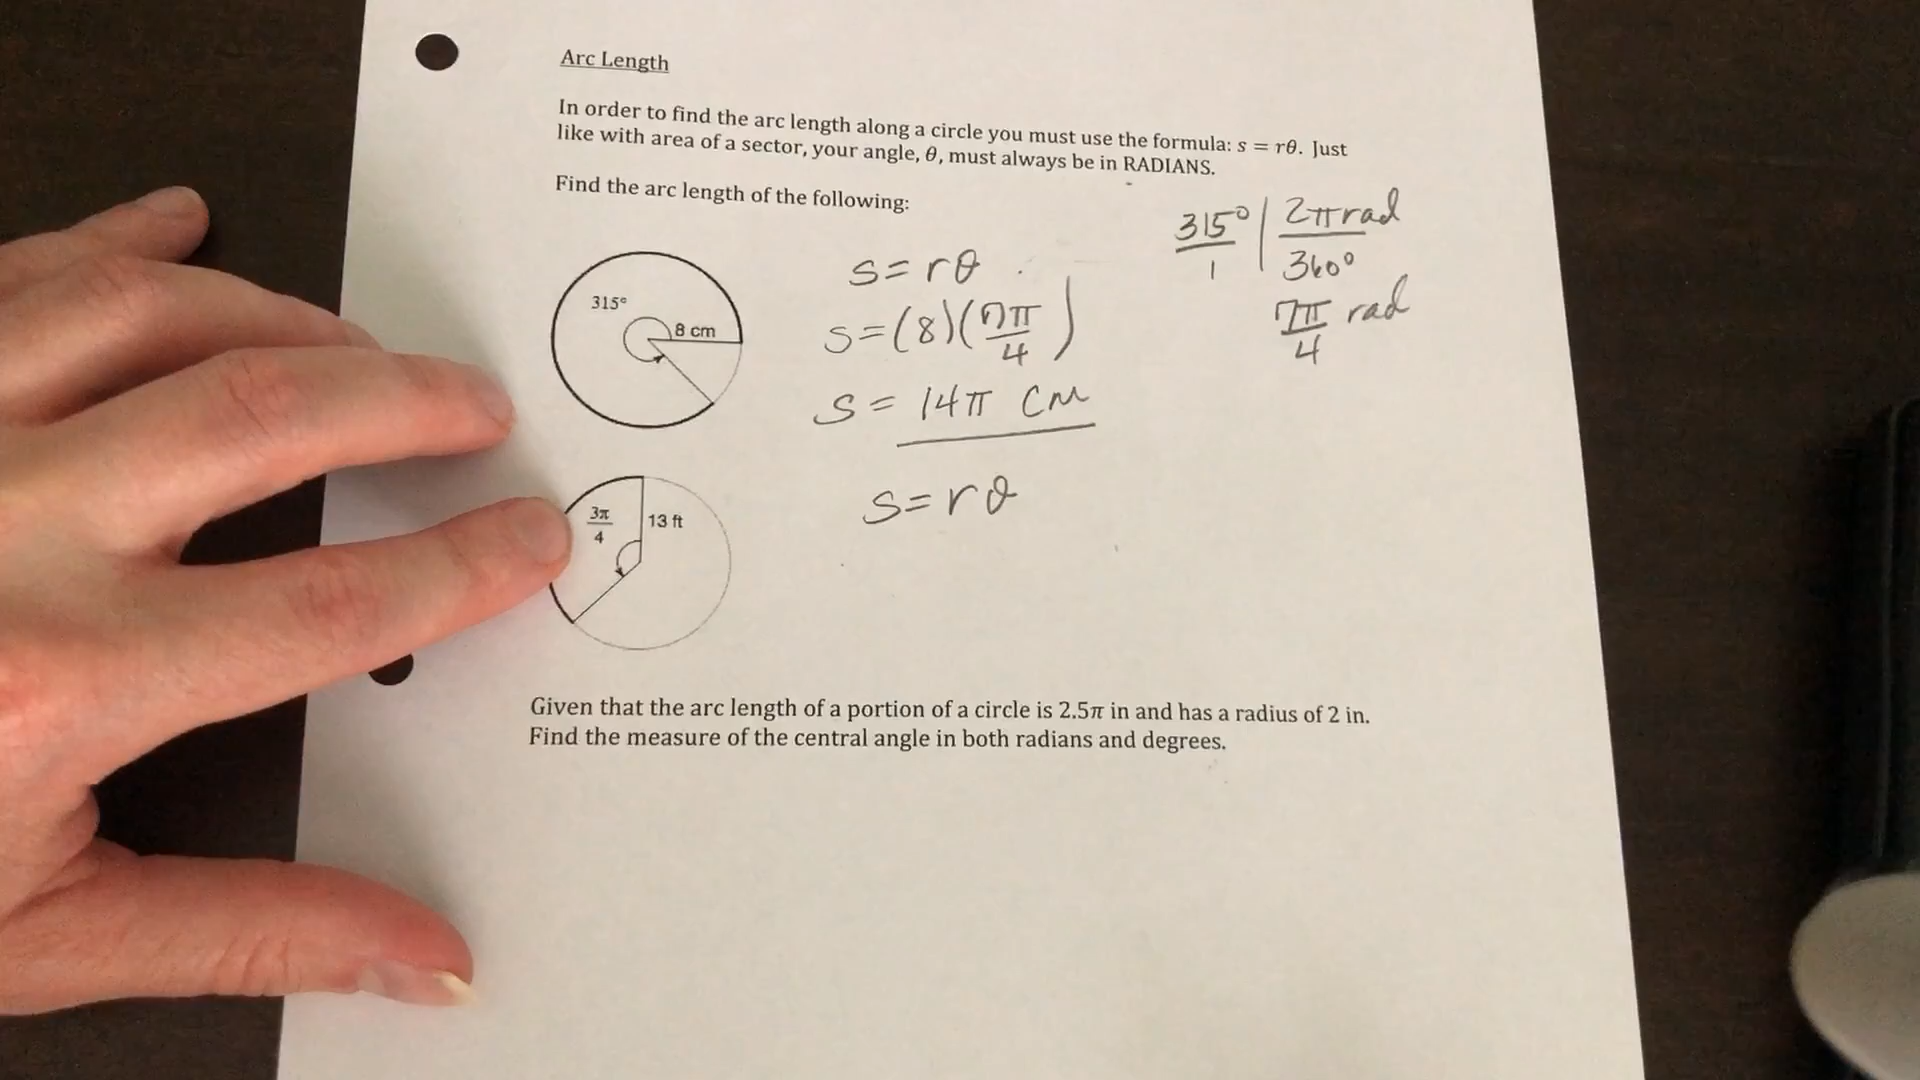 Arc Length
In order to find the arc length along a circle you must use the formula: s = rθ. Just
like with area of a sector, your angle, θ, must always be in RADIANS.
Find the arc length of the following:
315° | 2π rad
1 | 360°
7π/4 rad
315°
8 cm
s = rθ
s = (8)(7π/4)
s = 14π cm
3π/4
13 ft
s = rθ
Given that the arc length of a portion of a circle is 2.5π in and has a radius of 2 in.
Find the measure of the central angle in both radians and degrees.